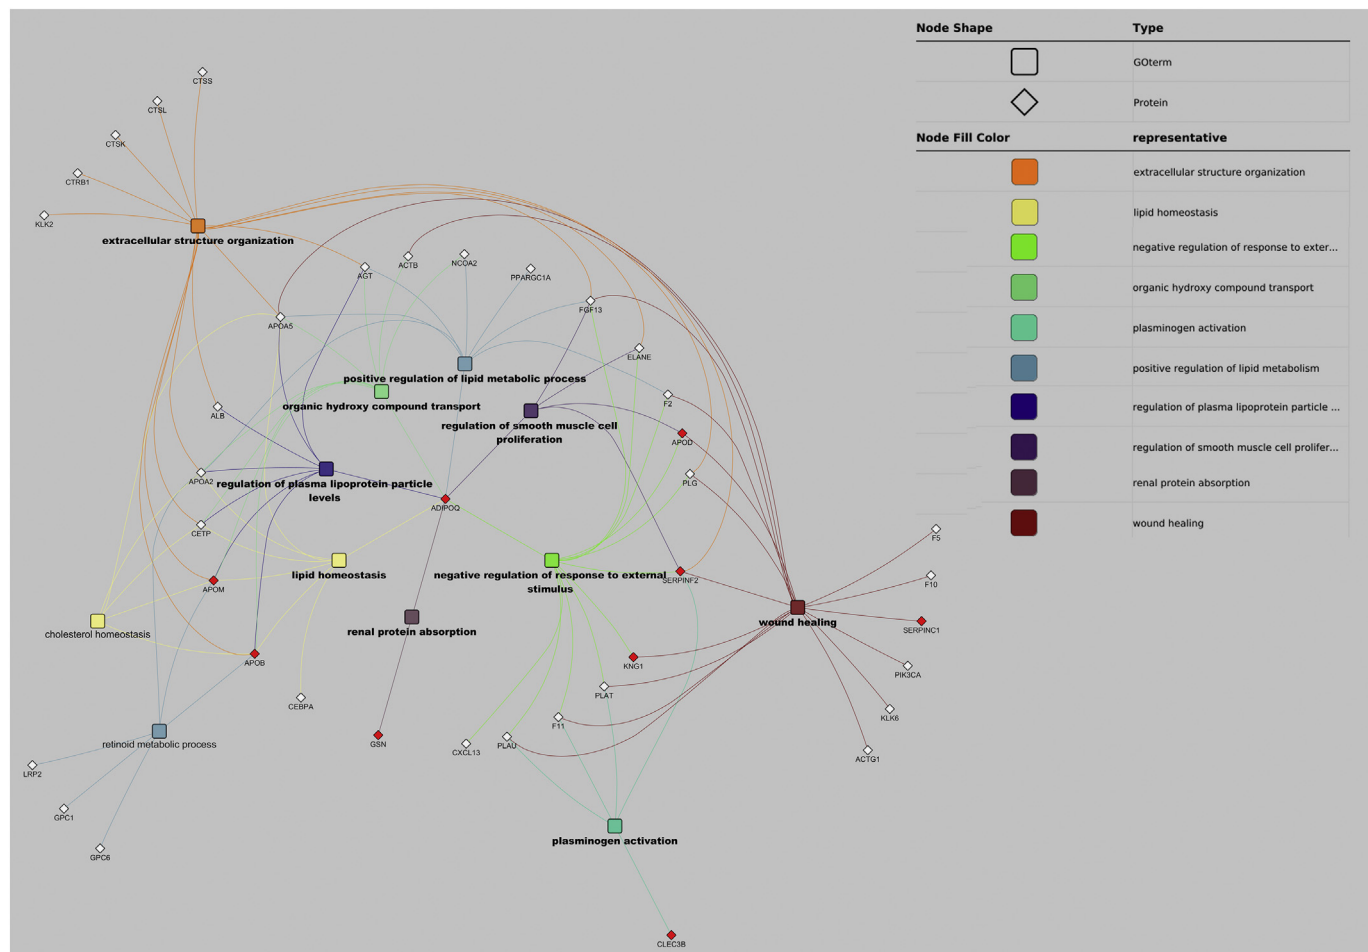 Node Shape Type
GOterm
Protein
Node Fill Color representative
extracellular structure organization
lipid homeostasis
negative regulation of response to exter...
organic hydroxy compound transport
plasminogen activation
positive regulation of lipid metabolism
regulation of plasma lipoprotein particle ...
regulation of smooth muscle cell prolifer...
renal protein absorption
wound healing
CTSS
CTSL
CTSK
CTRB1
KLK2
extracellular structure organization
AGT
ACTB
NCOA2
PPARGC1A
FGF13
APOA5
ELANE
positive regulation of lipid metabolic process
F2
organic hydroxy compound transport
ALB
regulation of smooth muscle cell
proliferation
APOD
APOA2
regulation of plasma lipoprotein particle
levels
PLG
ADIPOQ
CETP
F5
lipid homeostasis
negative regulation of response to external
stimulus
SERPINF2
F10
APOM
cholesterol homeostasis
renal protein absorption
wound healing
SERPINC1
APOB
KNG1
PIK3CA
CEBPA
PLAT
KLK6
retinoid metabolic process
GSN
CXCL13
PLAU
F11
ACTG1
LRP2
GPC1
GPC6
plasminogen activation
CLEC3B